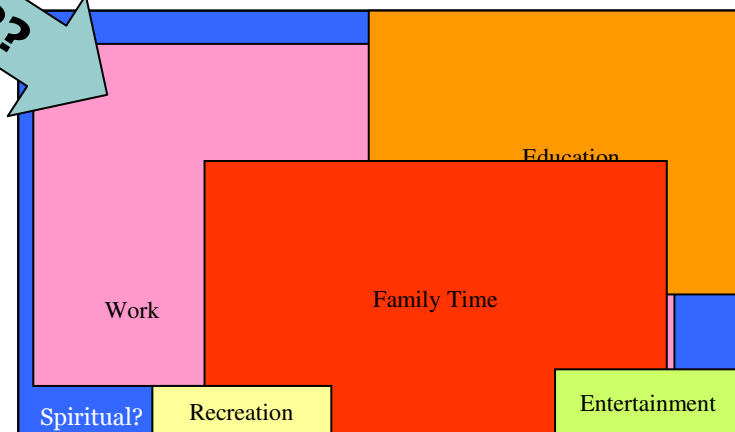 ??
Education
Family Time
Work
Entertainment
Recreation
Spiritual?